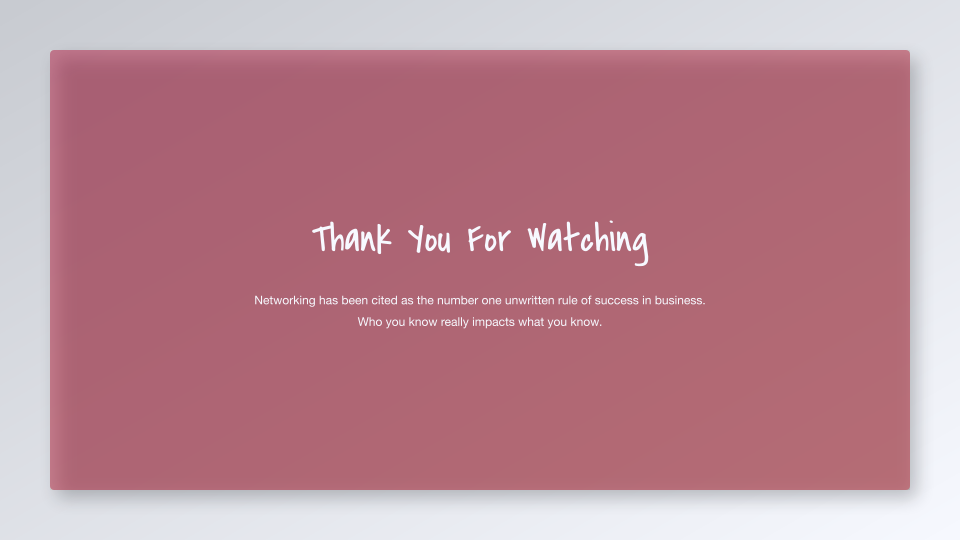 Thank You For Watching
Networking has been cited as the number one unwritten rule of success in business.
Who you know really impacts what you know.